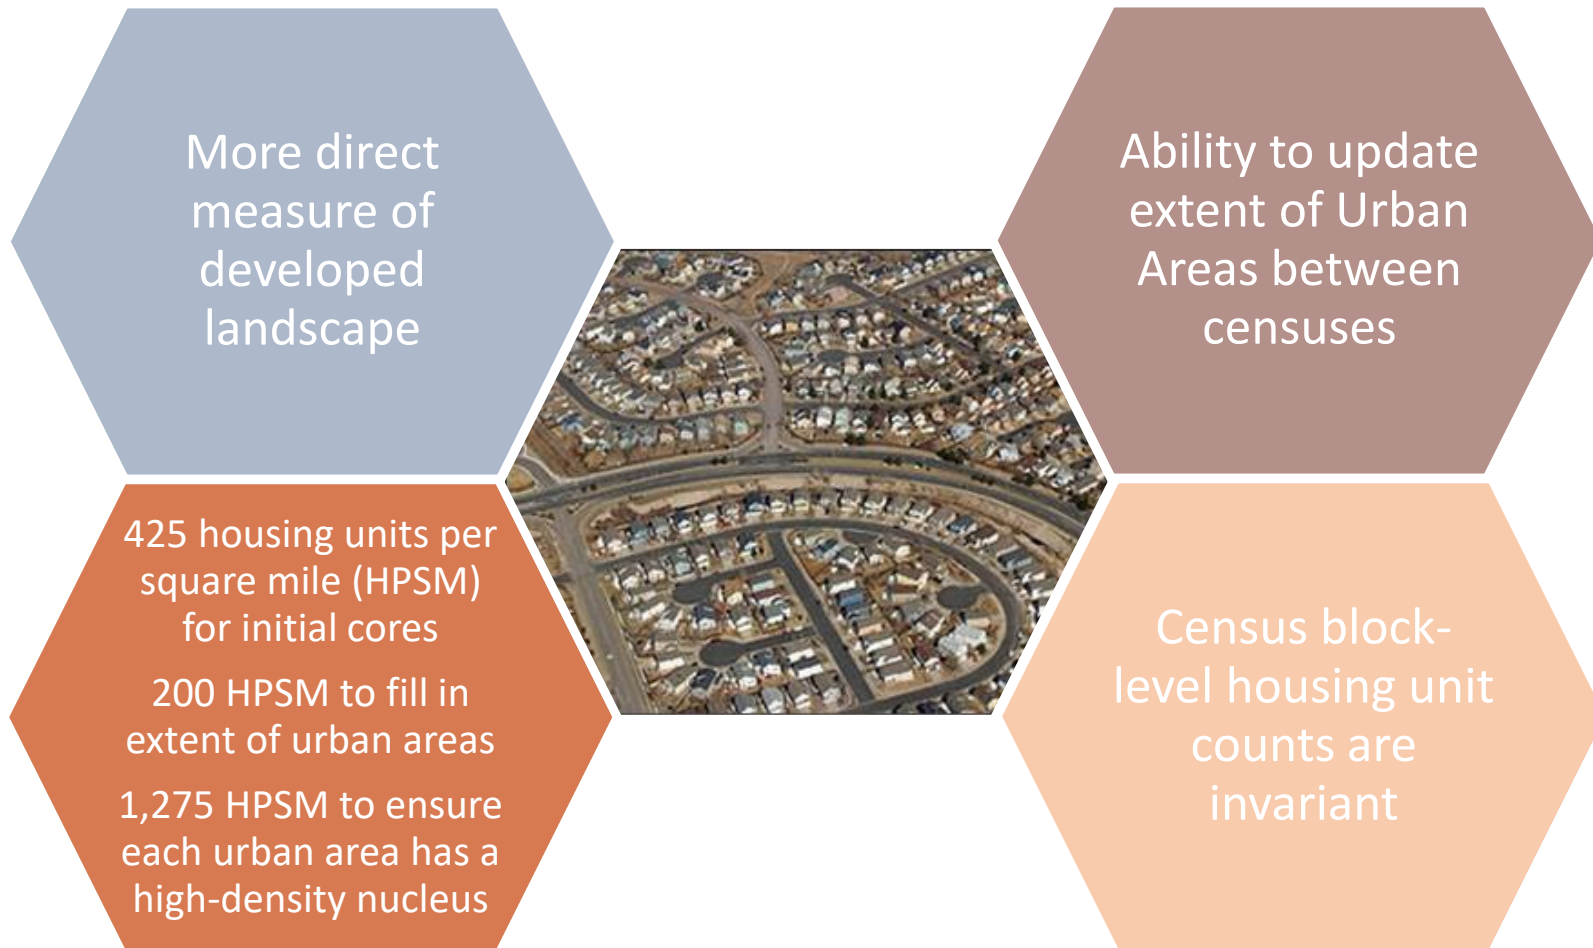 More direct
measure of
developed
landscape
Ability to update
extent of Urban
Areas between
censuses
425 housing units per
square mile (HPSM)
for initial cores
200 HPSM to fill in
extent of urban areas
1,275 HPSM to ensure
each urban area has a
high-density nucleus
Census block-
level housing unit
counts are
invariant